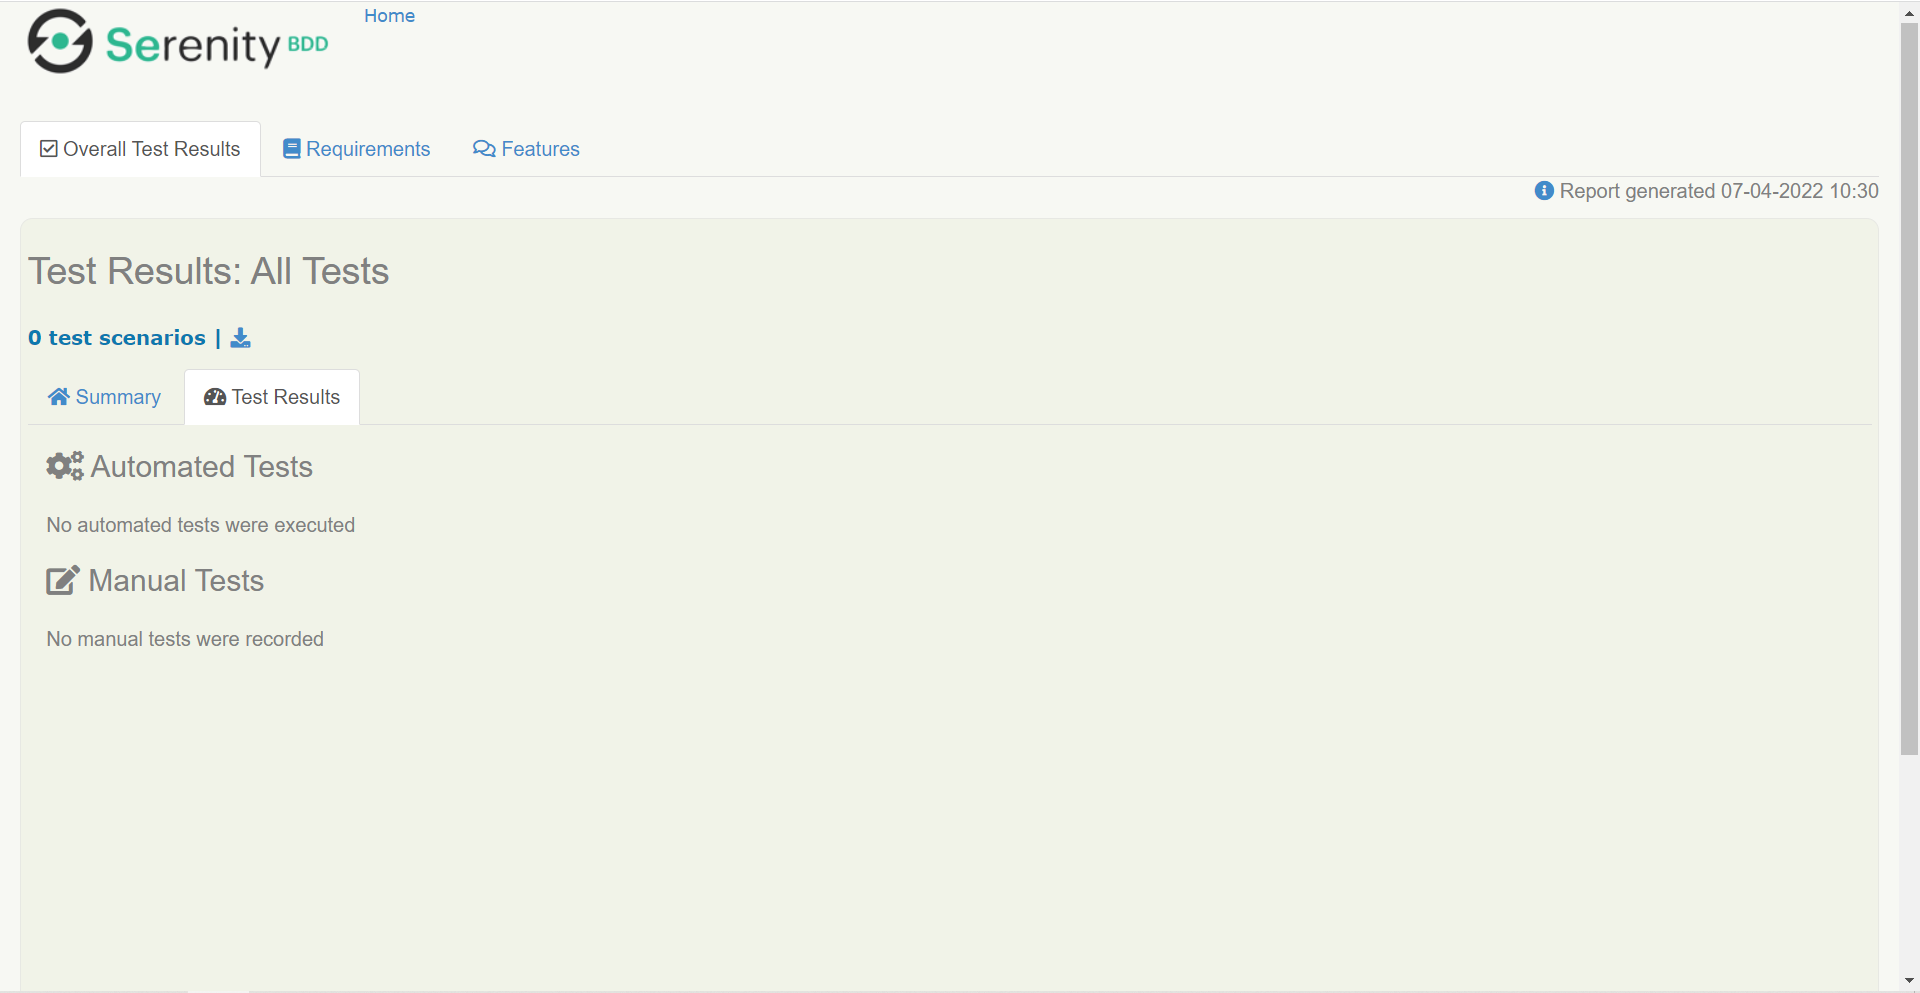 Serenity BDD
Home
Overall Test Results
Requirements
Features
Report generated 07-04-2022 10:30
Test Results: All Tests
0 test scenarios |
Summary
Test Results
Automated Tests
No automated tests were executed
Manual Tests
No manual tests were recorded